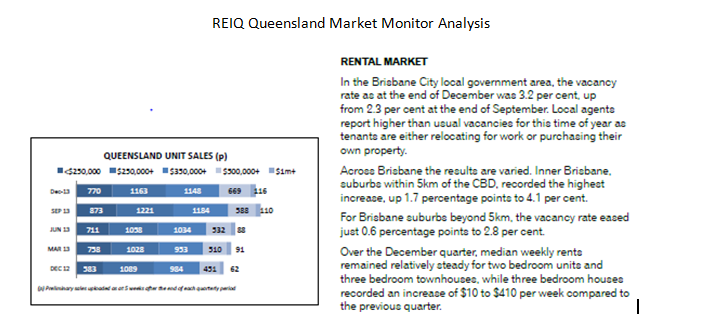 REIQ Queensland Market Monitor Analysis
QUEENSLAND UNIT SALES (p)
<$250,000 $250,000+ $350,000+ $500,000+ $1m+
Dec-13 770 1163 1148 669 116
SEP 13 873 1221 1184 588 110
JUN 13 711 1038 1034 532 88
MAR 13 758 1028 953 510 91
DEC 12 583 1089 984 451 62
(p) Preliminary sales uploaded as at 5 weeks after the end of each quarterly period
RENTAL MARKET
In the Brisbane City local government area, the vacancy
rate as at the end of December was 3.2 per cent, up
from 2.3 per cent at the end of September. Local agents
report higher than usual vacancies for this time of year as
tenants are either relocating for work or purchasing their
own property.
Across Brisbane the results are varied. Inner Brisbane,
suburbs within 5km of the CBD, recorded the highest
increase, up 1.7 percentage points to 4.1 per cent.
For Brisbane suburbs beyond 5km, the vacancy rate eased
just 0.6 percentage points to 2.8 per cent.
Over the December quarter, median weekly rents
remained relatively steady for two bedroom units and
three bedroom townhouses, while three bedroom houses
recorded an increase of $10 to $410 per week compared to
the previous quarter.